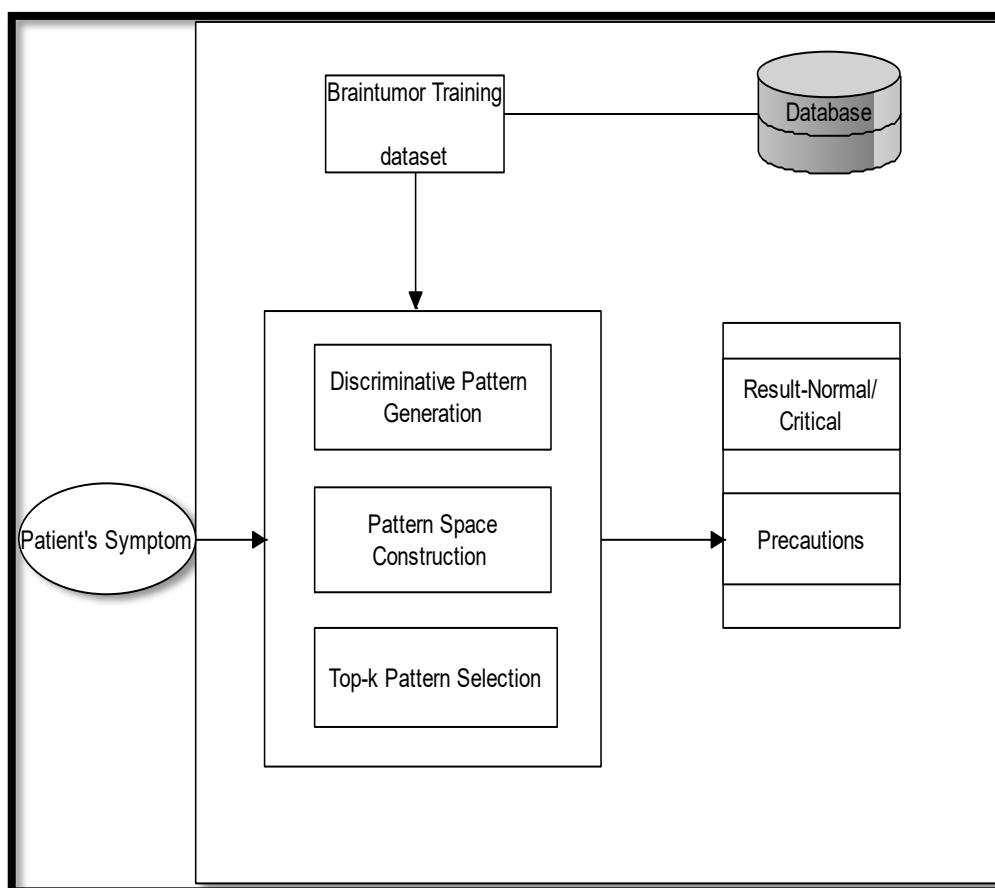 Braintumor Training
dataset
Database
Discriminative Pattern
Generation
Result-Normal/
Critical
Patient's Symptom
Pattern Space
Construction
Precautions
Top-k Pattern Selection